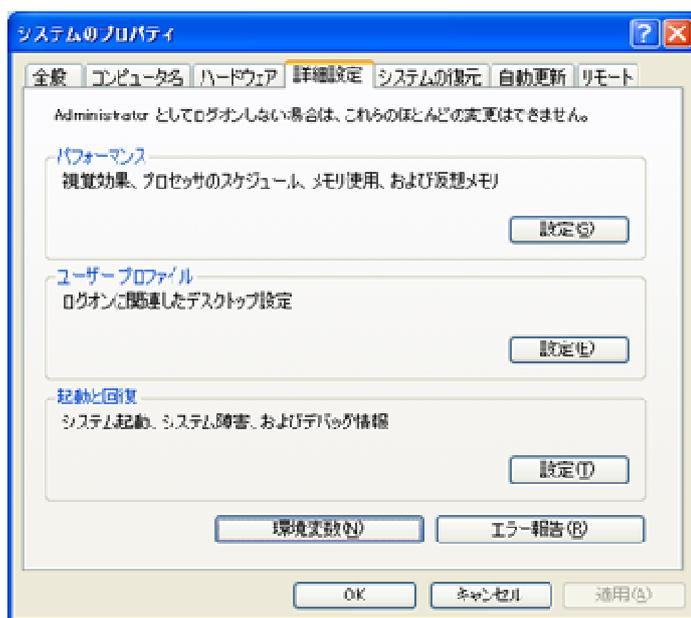 システムのプロパティ
全般 コンピュータ名 ハードウェア 詳細設定 システムの復元 自動更新 リモート
Administrator としてログオンしない場合は、これらのほとんどの変更はできません。
パフォーマンス
視覚効果、プロセッサのスケジュール、メモリ使用、および仮想メモリ
設定(S)
ユーザー プロファイル
ログオンに関連したデスクトップ設定
設定(E)
起動と回復
システム起動、システム障害、およびデバッグ情報
設定(T)
環境変数(N) エラー報告(R)
OK キャンセル 適用(A)